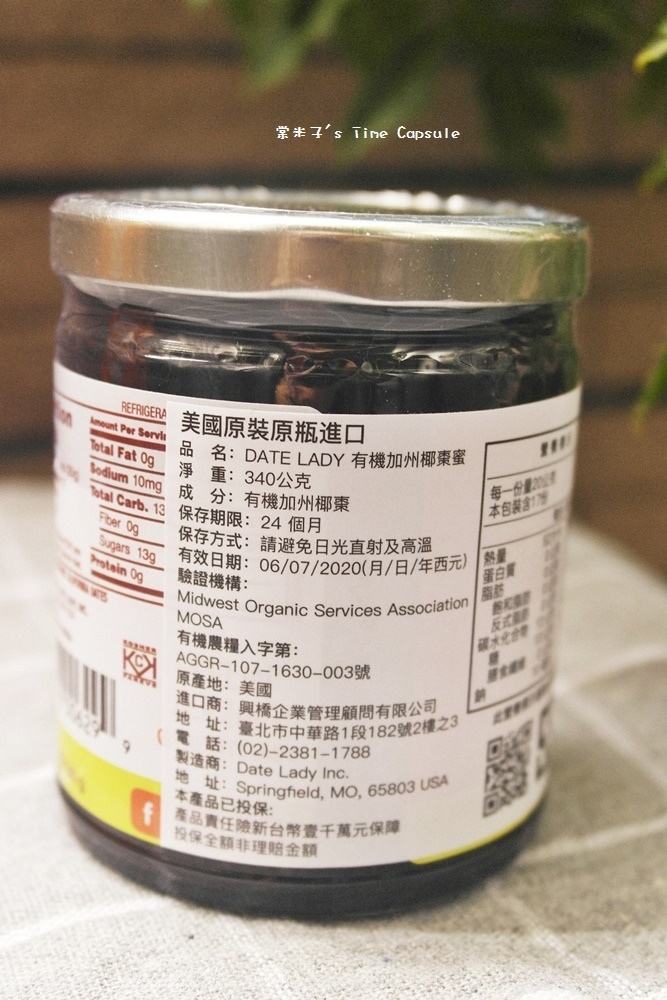 棠米子's Time Capsule
REFRIGERA
Amount Per Servin
Total Fat 0g
Sodium 10mg
Total Carb. 13
Fiber 0g
Sugars 13g
Protein 0g
KOSHER
PAREVE
9
美國原裝原瓶進口
品 名：DATE LADY 有機加州椰棗蜜
淨 重：340公克
成 分：有機加州椰棗
保存期限：24 個月
保存方式：請避免日光直射及高溫
有效日期：06/07/2020(月/日/年西元)
驗證機構：
Midwest Organic Services Association
MOSA
有機農糧入字第：
AGGR-107-1630-003號
原產地：美國
進口商：興橋企業管理顧問有限公司
地 址：臺北市中華路1段182號2樓之3
電 話：(02)-2381-1788
製造商：Date Lady Inc.
地 址：Springfield, MO, 65803 USA
本產品已投保：
產品責任險新台幣壹千萬元保障
投保全額非理賠金額
每一份量20公克
本包裝含17份
熱量
蛋白質
脂肪
飽和脂肪
反式脂肪
碳水化合物
糖
膳食纖維
鈉